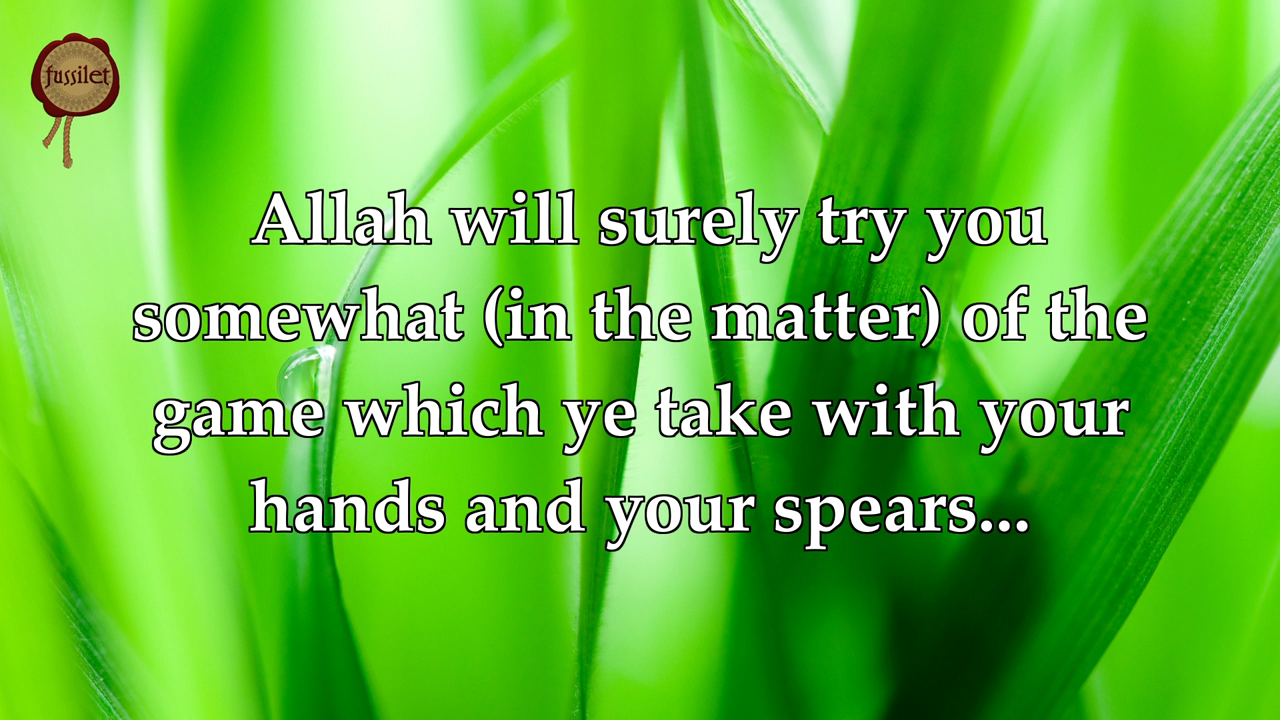 fussilet
Allah will surely try you
somewhat (in the matter) of the
game which ye take with your
hands and your spears...